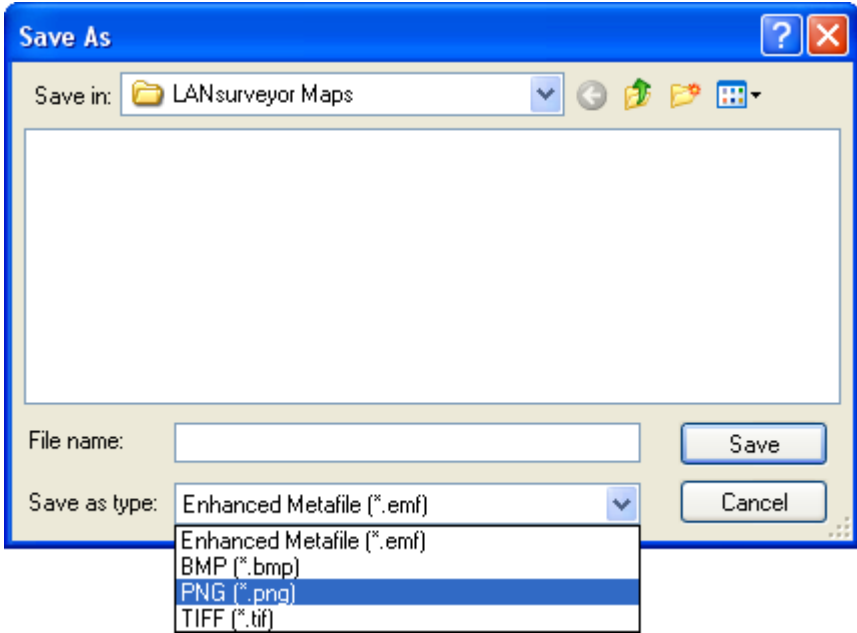 Save As
Save in: LANsurveyor Maps
File name:
Save
Save as type: Enhanced Metafile (*.emf)
Cancel
Enhanced Metafile (*.emf)
BMP (*.bmp)
PNG (*.png)
TIFF (*.tif)